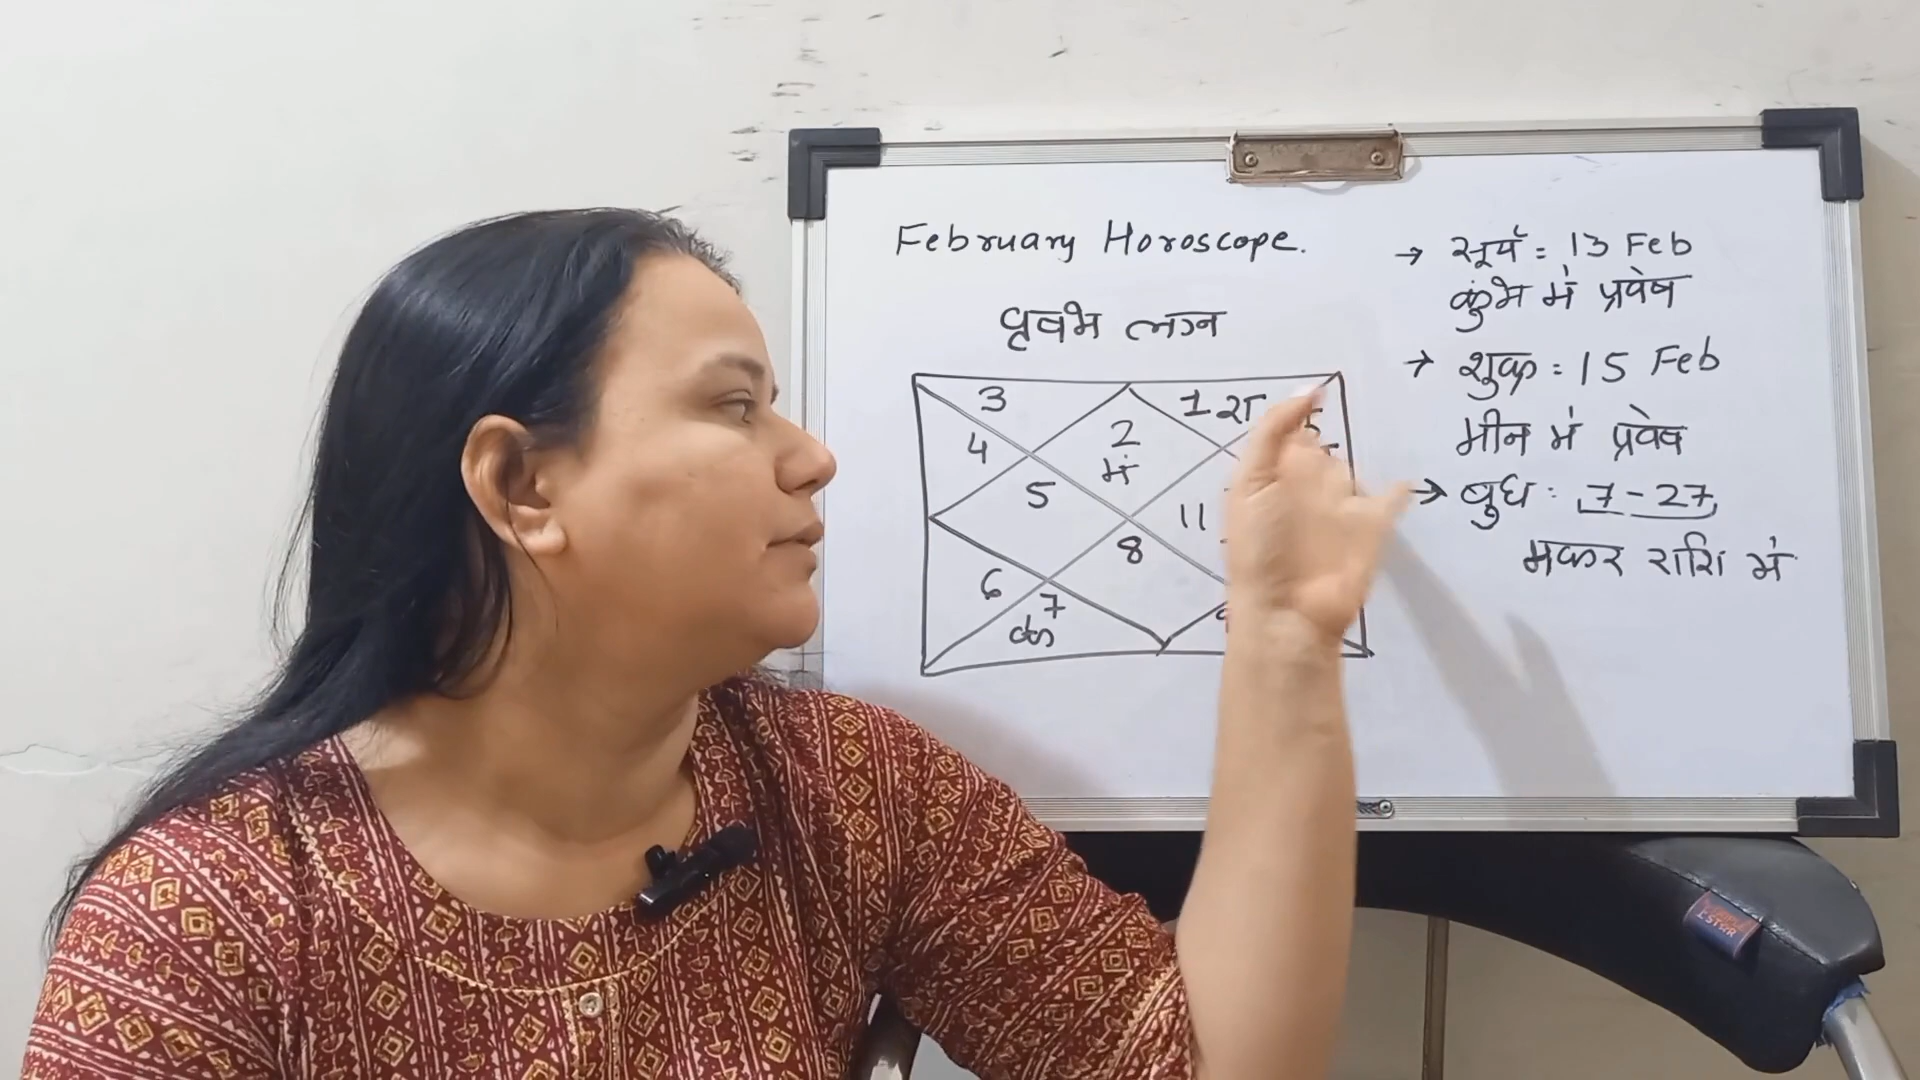 February Horoscope.
वृषभ लग्न
3
1 रा
2
मं
4
5
11
8
6
7
के
→ सूर्य = 13 Feb
कुंभ में प्रवेष
→ शुक्र = 15 Feb
मीन में प्रवेष
→ बुध = 7-27
मकर राशि में